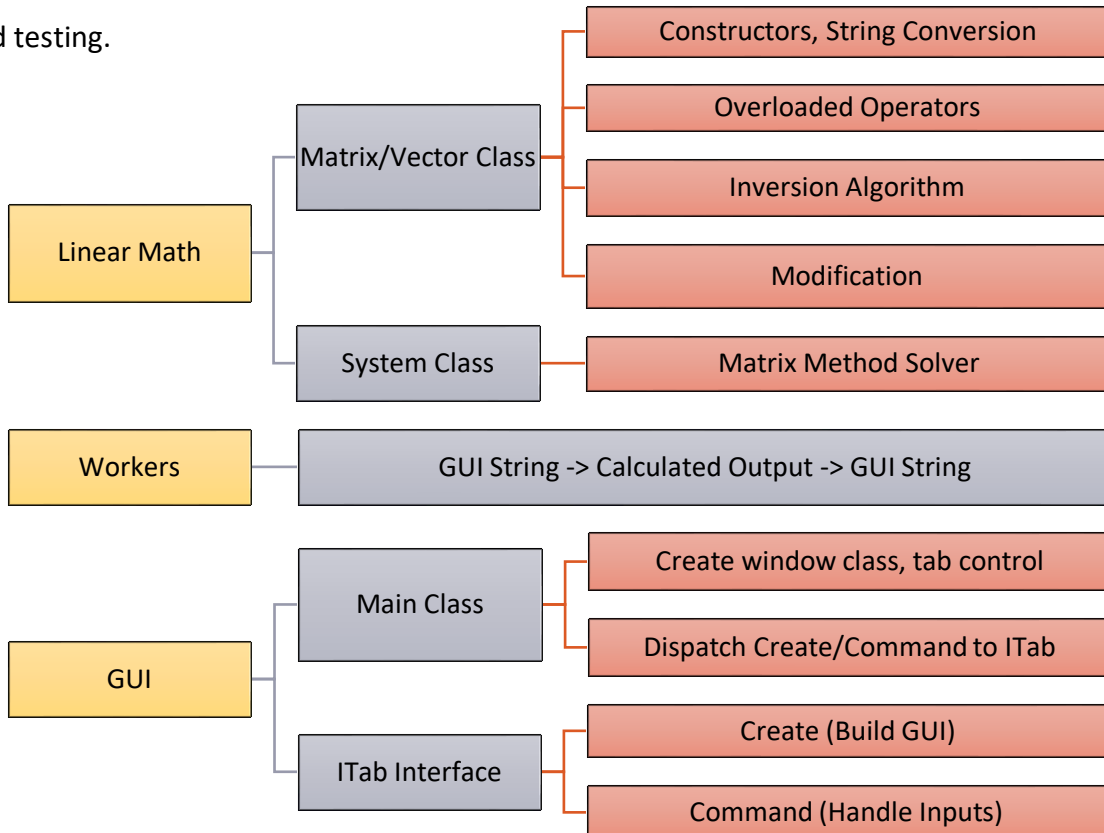 d testing.
Linear Math
Matrix/Vector Class
Constructors, String Conversion
Overloaded Operators
Inversion Algorithm
Modification
System Class
Matrix Method Solver
Workers
GUI String -> Calculated Output -> GUI String
GUI
Main Class
Create window class, tab control
Dispatch Create/Command to ITab
ITab Interface
Create (Build GUI)
Command (Handle Inputs)